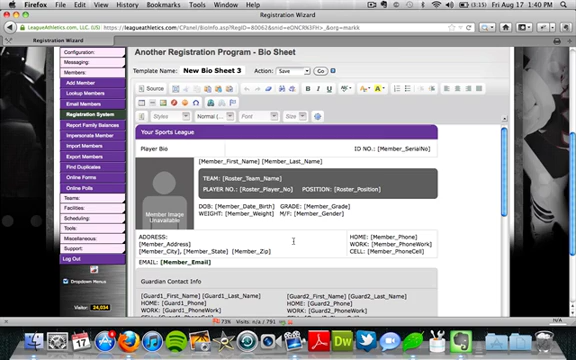 Firefox File Edit View History Bookmarks Tools Window Help
(3:15) Fri Aug 17 1:40 PM
Registration Wizard
Registration Wizard
Configuration:
Messaging:
Members:
Add Member
Lookup Members
Email Members
Registration System
Report Family Balances
Impersonate Member
Import Members
Export Members
Find Duplicates
Online Forms
Online Polls
Teams:
Facilities:
Scheduling:
Tools:
Miscellaneous:
Support:
Log Out
Dropdown Menus
Visitor: 24,034
Another Registration Program - Bio Sheet
Template Name: New Bio Sheet 3 Action: Save Go
Source
Styles Normal (... Font Size
Your Sports League
Player Bio ID NO.: [Member_SerialNo]
[Member_First_Name] [Member_Last_Name]
TEAM: [Roster_Team_Name]
PLAYER NO.: [Roster_Player_No] POSITION: [Roster_Position]
Member Image
Unavailable
DOB: [Member_Date_Birth] GRADE: [Member_Grade]
WEIGHT: [Member_Weight] M/F: [Member_Gender]
ADDRESS:
[Member_Address]
[Member_City], [Member_State] [Member_Zip]
HOME: [Member_Phone]
WORK: [Member_PhoneWork]
CELL: [Member_PhoneCell]
EMAIL: [Member_Email]
Guardian Contact Info
[Guard1_First_Name] [Guard1_Last_Name] [Guard2_First_Name] [Guard2_Last_Name]
HOME: [Guard1_Phone] HOME: [Guard2_Phone]
WORK: [Guard1_PhoneWork] WORK: [Guard2_PhoneWork]
73% Visits: n/a / 791 n/a